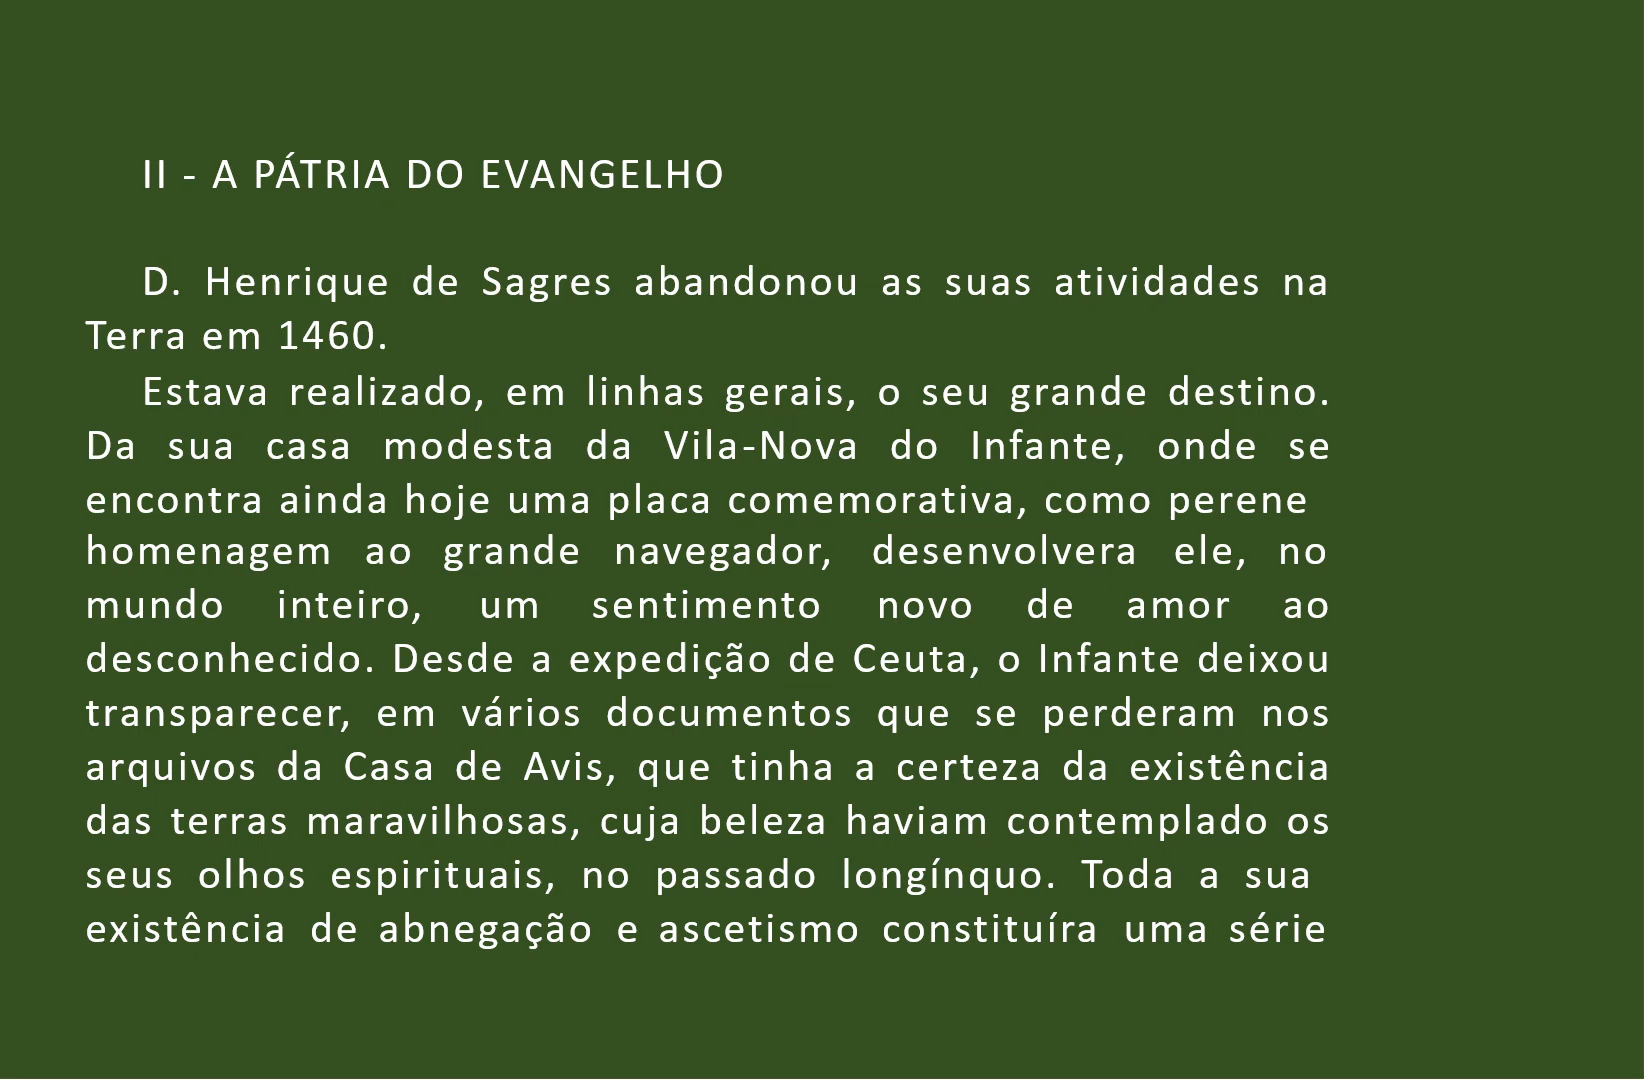 II - A PÁTRIA DO EVANGELHO
D. Henrique de Sagres abandonou as suas atividades na
Terra em 1460.
Estava realizado, em linhas gerais, o seu grande destino.
Da sua casa modesta da Vila-Nova do Infante, onde se
encontra ainda hoje uma placa comemorativa, como perene
homenagem ao grande navegador, desenvolvera ele, no
mundo inteiro, um sentimento novo de amor ao
desconhecido. Desde a expedição de Ceuta, o Infante deixou
transparecer, em vários documentos que se perderam nos
arquivos da Casa de Avis, que tinha a certeza da existência
das terras maravilhosas, cuja beleza haviam contemplado os
seus olhos espirituais, no passado longínquo. Toda a sua
existência de abnegação e ascetismo constituíra uma série